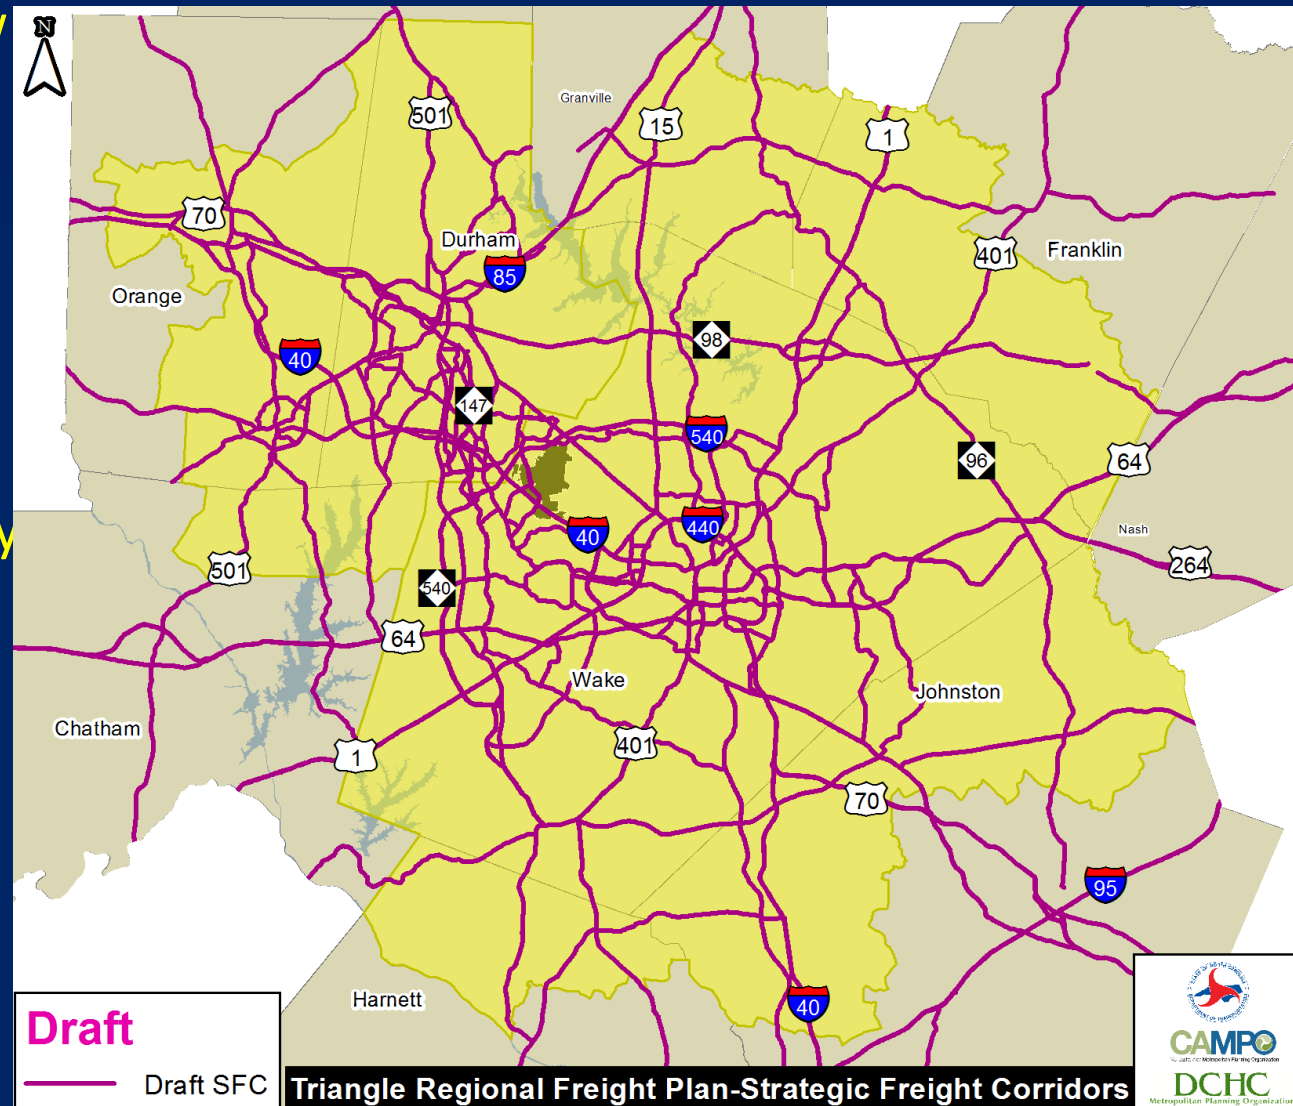 y
N
Granville
501
15
1
70
Durham
401
Franklin
85
Orange
98
40
147
540
96
64
440
40
y
Nash
501
264
540
64
Wake
Johnston
Chatham
401
1
70
95
Harnett
40
Draft
Draft SFC
Triangle Regional Freight Plan-Strategic Freight Corridors
CAMPO
DCHC
Metropolitan Planning Organization